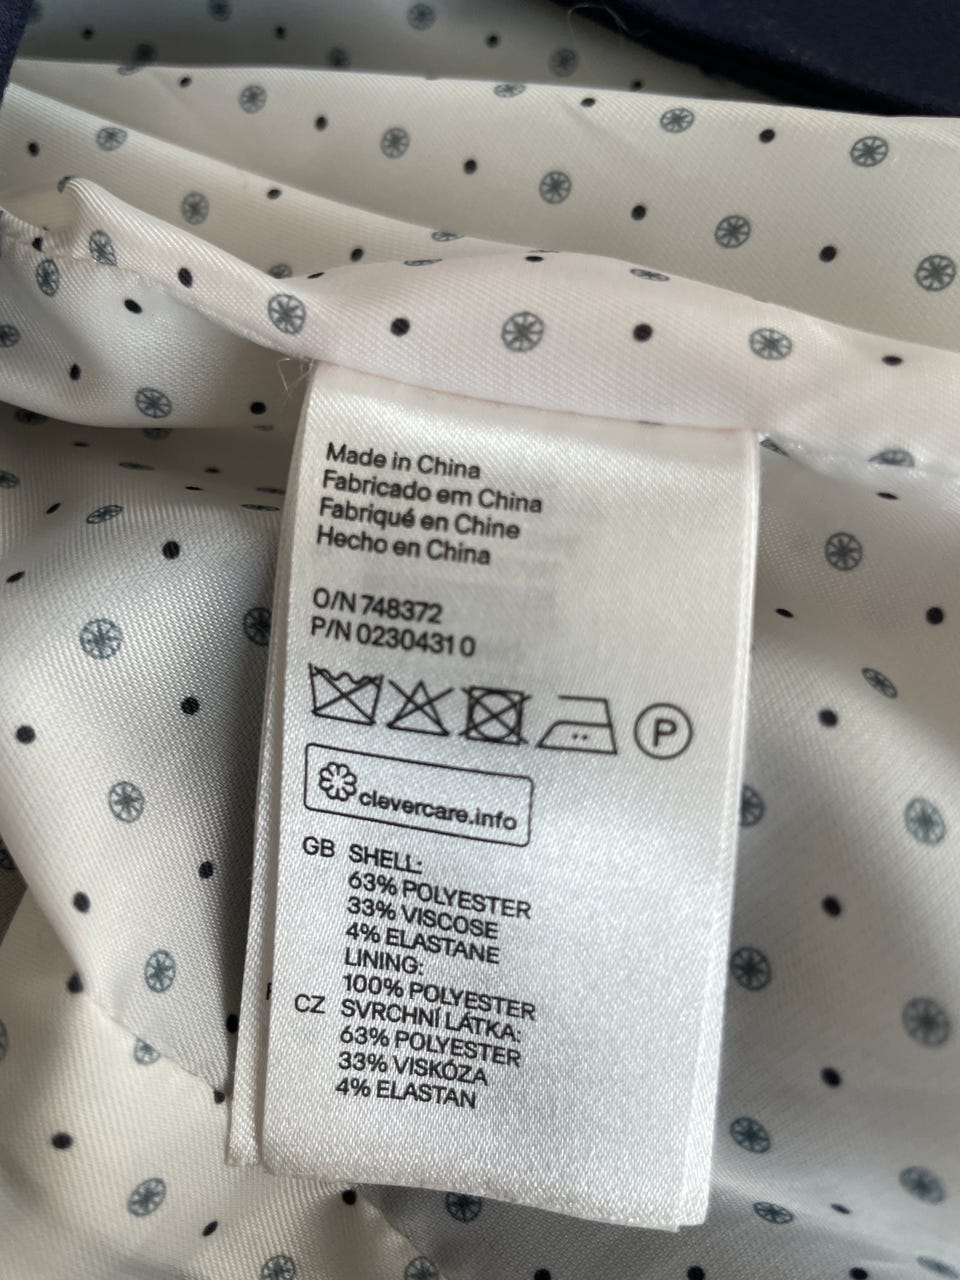 Made in China
Fabricado em China
Fabriqué en Chine
Hecho en China
O/N 748372
P/N 02304310
P
clevercare.info
GB SHELL:
63% POLYESTER
33% VISCOSE
4% ELASTANE
LINING:
100% POLYESTER
CZ SVRCHNÍ LÁTKA:
63% POLYESTER
33% VISKÓZA
4% ELASTAN